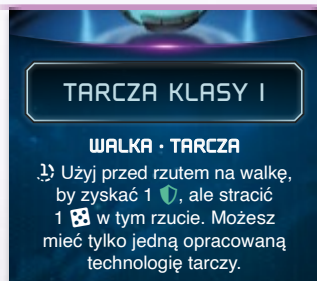 TARCZA KLASY I
WALKA · TARCZA
1 Użyj przed rzutem na walkę,
by zyskać 1 , ale stracić
1 w tym rzucie. Możesz
mieć tylko jedną opracowaną
technologię tarczy.